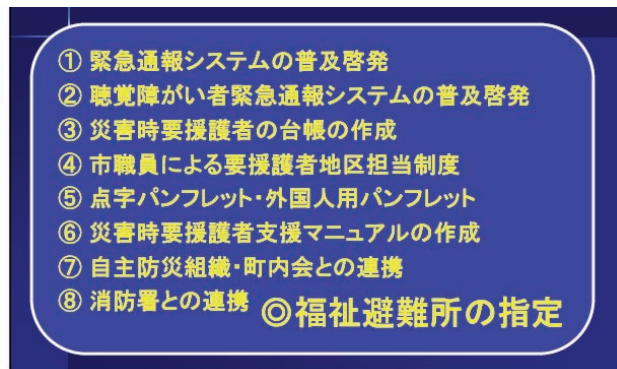 ① 緊急通報システムの普及啓発
② 聴覚障がい者緊急通報システムの普及啓発
③ 災害時要援護者の台帳の作成
④ 市職員による要援護者地区担当制度
⑤ 点字パンフレット・外国人用パンフレット
⑥ 災害時要援護者支援マニュアルの作成
⑦ 自主防災組織・町内会との連携
⑧ 消防署との連携 ◎福祉避難所の指定